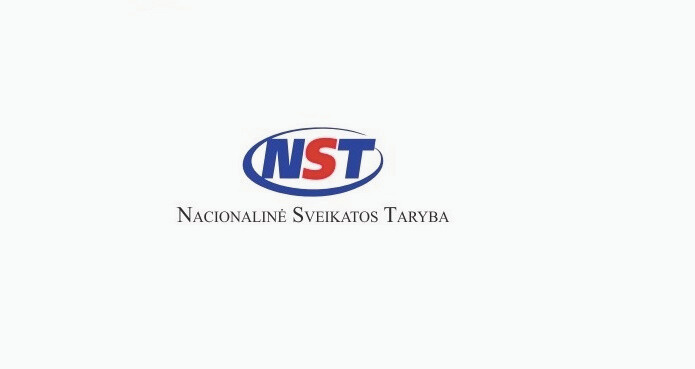 NST
NACIONALINĖ SVEIKATOS TARYBA